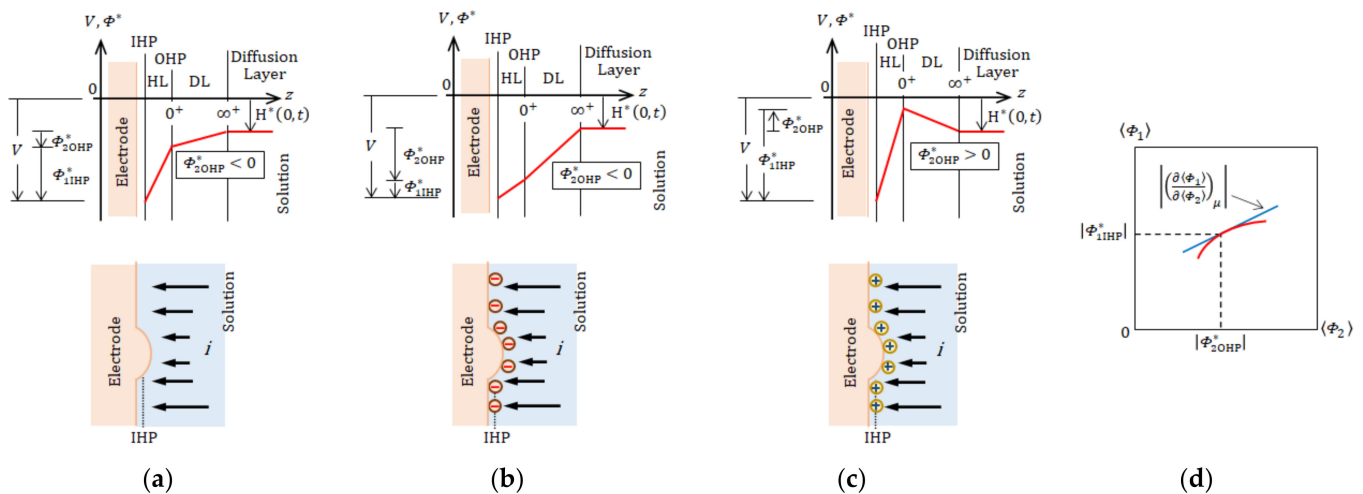 V, Φ*
IHP
OHP
Diffusion
Layer
HL
DL
0
z
0⁺
∞⁺
H*(0,t)
V
Φ*₂OHP
Φ*₁IHP
Electrode
Φ*₂OHP < 0
Solution
Electrode
Solution
i
IHP
(a)
V, Φ*
IHP
OHP
Diffusion
Layer
HL
DL
0
z
0⁺
∞⁺
H*(0,t)
V
Φ*₂OHP
Φ*₁IHP
Electrode
Φ*₂OHP < 0
Solution
Electrode
Solution
i
IHP
(b)
V, Φ*
IHP
OHP
Diffusion
Layer
HL
DL
0
z
0⁺
∞⁺
H*(0,t)
V
Φ*₂OHP
Φ*₁IHP
Electrode
Φ*₂OHP > 0
Solution
Electrode
Solution
i
IHP
(c)
⟨Φ₁⟩
|(∂⟨Φ₁⟩/∂⟨Φ₂⟩)μ|
|Φ*₁IHP|
0
⟨Φ₂⟩
|Φ*₂OHP|
(d)